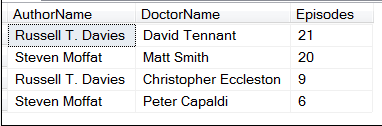 AuthorName DoctorName Episodes
Russell T. Davies David Tennant 21
Steven Moffat Matt Smith 20
Russell T. Davies Christopher Eccleston 9
Steven Moffat Peter Capaldi 6